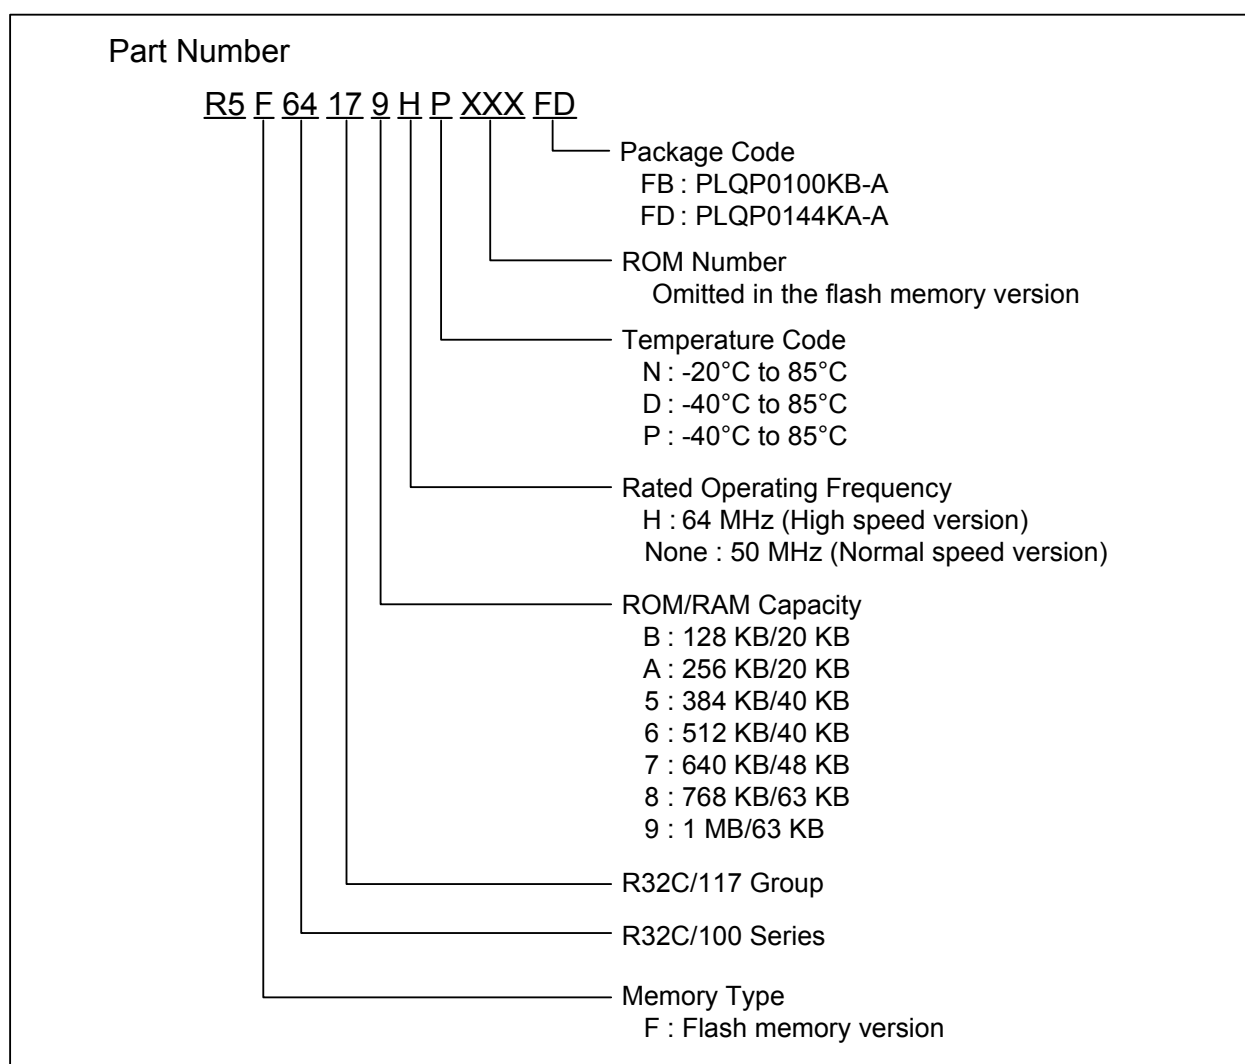 Part Number
R5 F 64 17 9 H P XXX FD
Package Code
FB : PLQP0100KB-A
FD : PLQP0144KA-A
ROM Number
Omitted in the flash memory version
Temperature Code
N : -20°C to 85°C
D : -40°C to 85°C
P : -40°C to 85°C
Rated Operating Frequency
H : 64 MHz (High speed version)
None : 50 MHz (Normal speed version)
ROM/RAM Capacity
B : 128 KB/20 KB
A : 256 KB/20 KB
5 : 384 KB/40 KB
6 : 512 KB/40 KB
7 : 640 KB/48 KB
8 : 768 KB/63 KB
9 : 1 MB/63 KB
R32C/117 Group
R32C/100 Series
Memory Type
F : Flash memory version